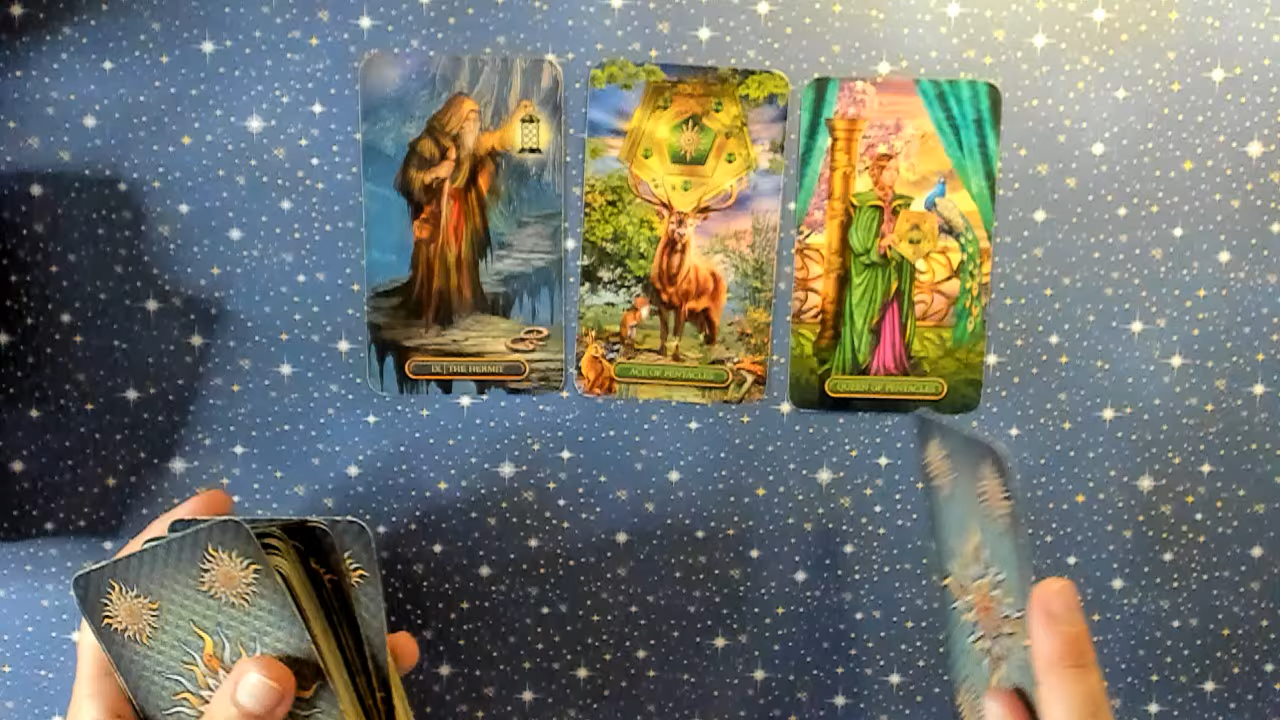 IX | THE HERMIT
ACE OF PENTACLES
QUEEN OF PENTACLES